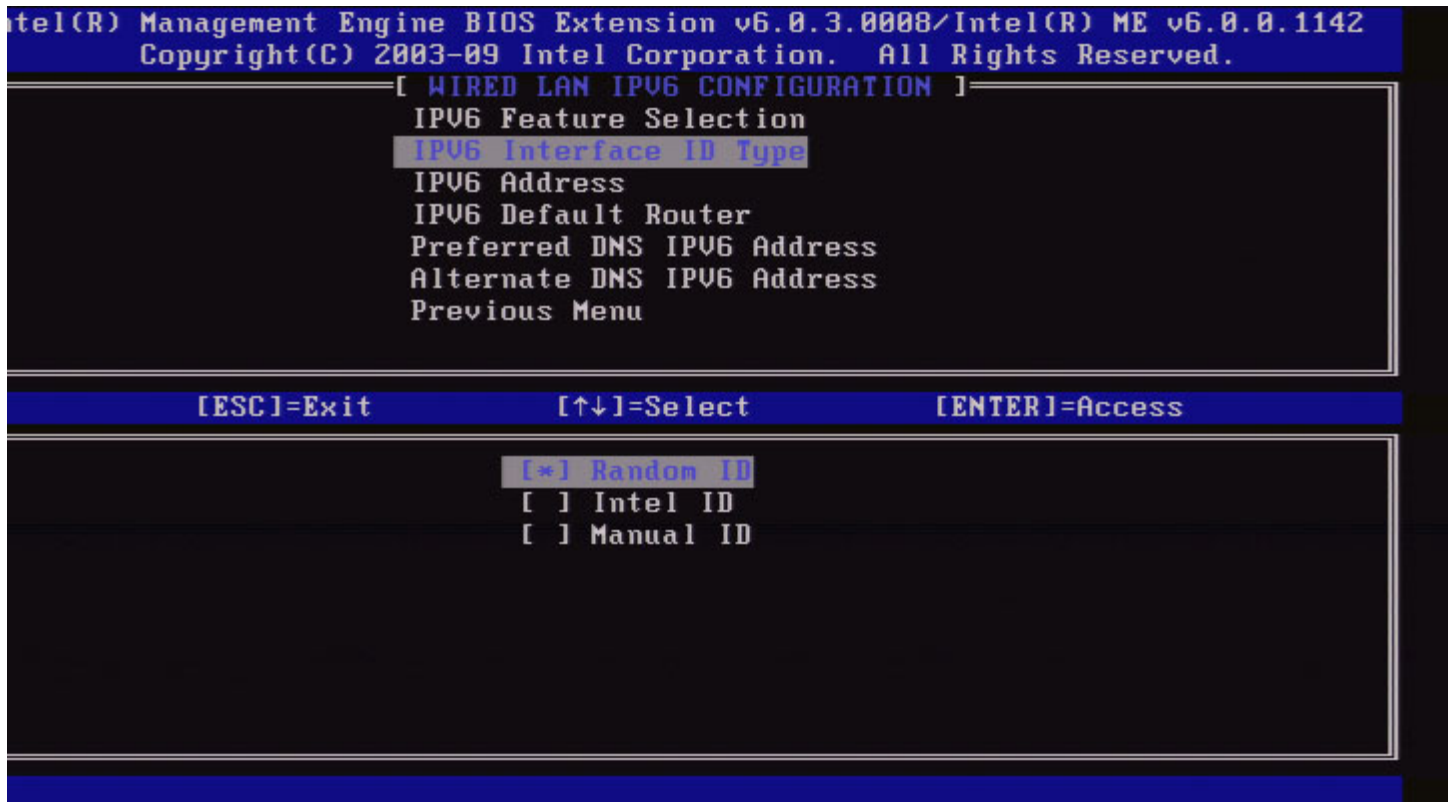 ntel(R) Management Engine BIOS Extension v6.0.3.0008/Intel(R) ME v6.0.0.1142
Copyright(C) 2003-09 Intel Corporation. All Rights Reserved.
[ WIRED LAN IPV6 CONFIGURATION ]
IPV6 Feature Selection
IPV6 Interface ID Type
IPV6 Address
IPV6 Default Router
Preferred DNS IPV6 Address
Alternate DNS IPV6 Address
Previous Menu
[ESC]=Exit [↑↓]=Select [ENTER]=Access
[*] Random ID
[ ] Intel ID
[ ] Manual ID